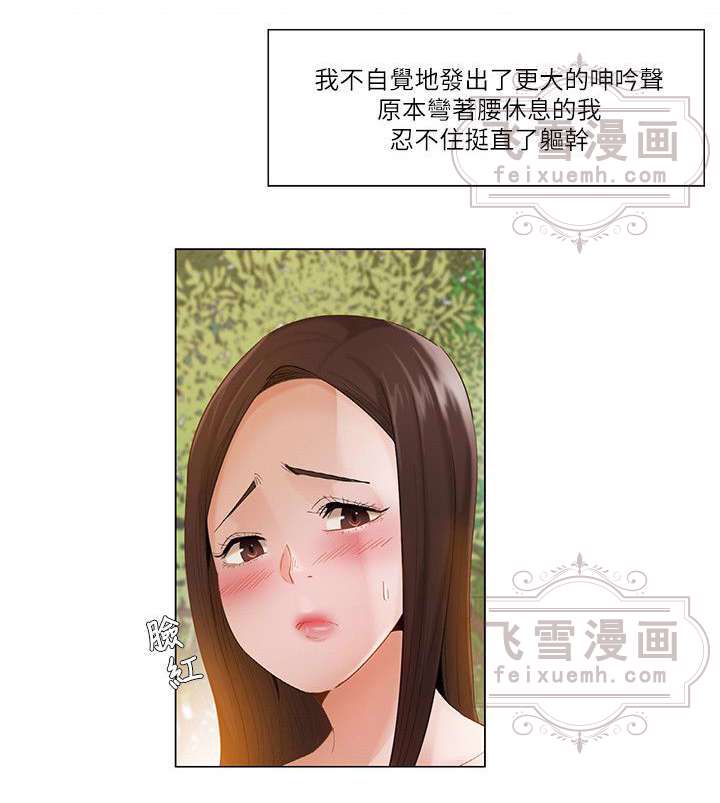 我不自覺地發出了更大的呻吟聲
原本彎著腰休息的我
忍不住挺直了軀幹
飞雪漫画
feixuemh.com
臉紅
飞雪漫画
feixuemh.com